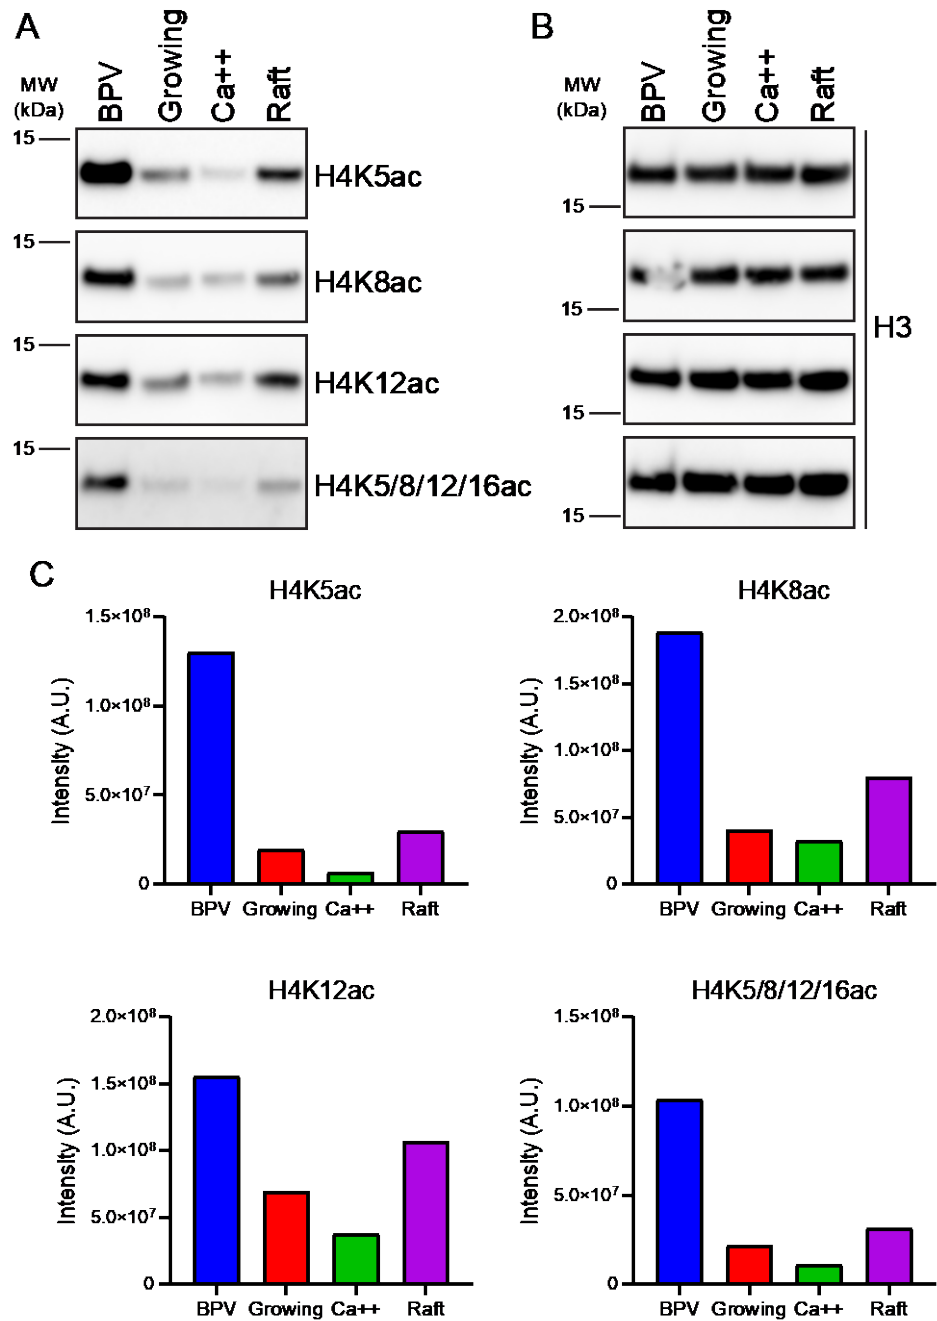 A
MW
(kDa)
BPV
Growing
Ca++
Raft
15
H4K5ac
15
H4K8ac
15
H4K12ac
15
H4K5/8/12/16ac
B
MW
(kDa)
BPV
Growing
Ca++
Raft
15
15
15
15
H3
C
H4K5ac
Intensity (A.U.)
1.5×10⁸
1.0×10⁸
5.0×10⁷
0
BPV Growing Ca++ Raft
H4K8ac
Intensity (A.U.)
2.0×10⁸
1.5×10⁸
1.0×10⁸
5.0×10⁷
0
BPV Growing Ca++ Raft
H4K12ac
Intensity (A.U.)
2.0×10⁸
1.5×10⁸
1.0×10⁸
5.0×10⁷
0
BPV Growing Ca++ Raft
H4K5/8/12/16ac
Intensity (A.U.)
1.5×10⁸
1.0×10⁸
5.0×10⁷
0
BPV Growing Ca++ Raft